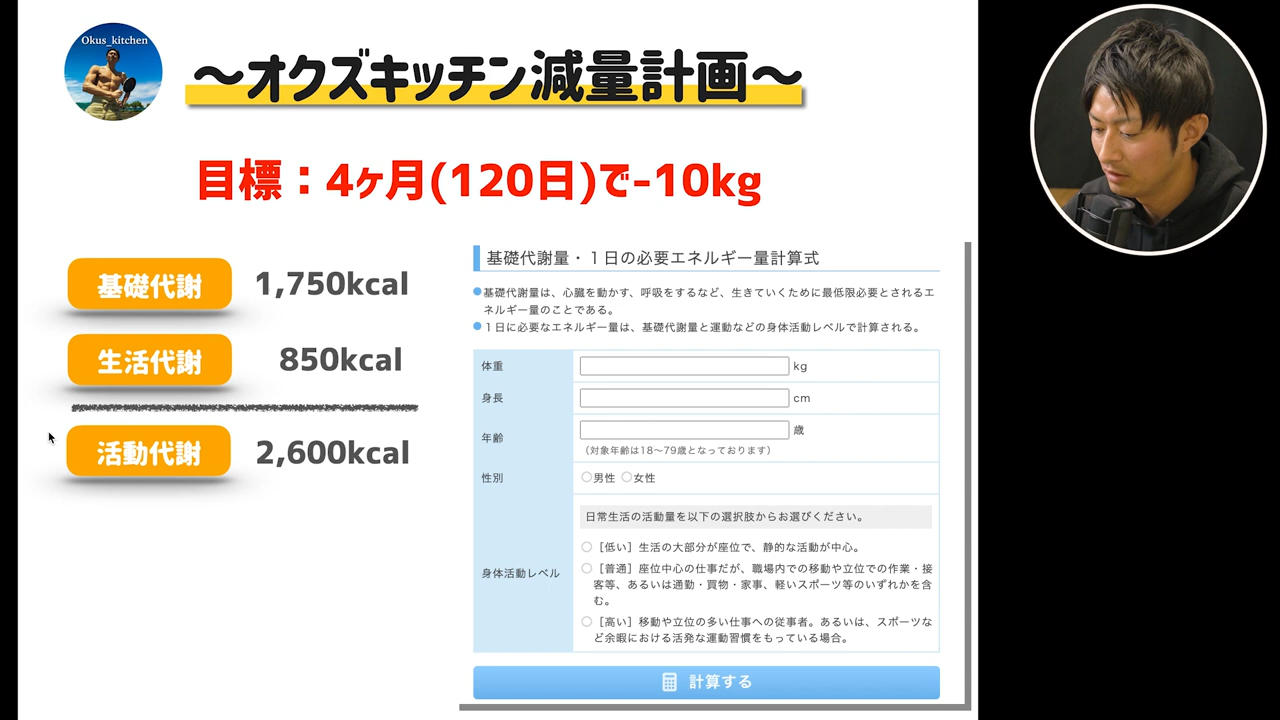 Okus_kitchen
〜オクズキッチン減量計画〜
目標：4ヶ月(120日)で-10kg
基礎代謝 1,750kcal
生活代謝 850kcal
活動代謝 2,600kcal
基礎代謝量・１日の必要エネルギー量計算式
基礎代謝量は、心臓を動かす、呼吸をするなど、生きていくために最低限必要とされるエ
ネルギー量のことである。
１日に必要なエネルギー量は、基礎代謝量と運動などの身体活動レベルで計算される。
体重 kg
身長 cm
年齢 歳
（対象年齢は18〜79歳となっております）
性別 男性 女性
日常生活の活動量を以下の選択肢からお選びください。
身体活動レベル
［低い］生活の大部分が座位で、静的な活動が中心。
［普通］座位中心の仕事だが、職場内での移動や立位での作業・接
客等、あるいは通勤・買物・家事、軽いスポーツ等のいずれかを含
む。
［高い］移動や立位の多い仕事への従事者。あるいは、スポーツな
ど余暇における活発な運動習慣をもっている場合。
計算する